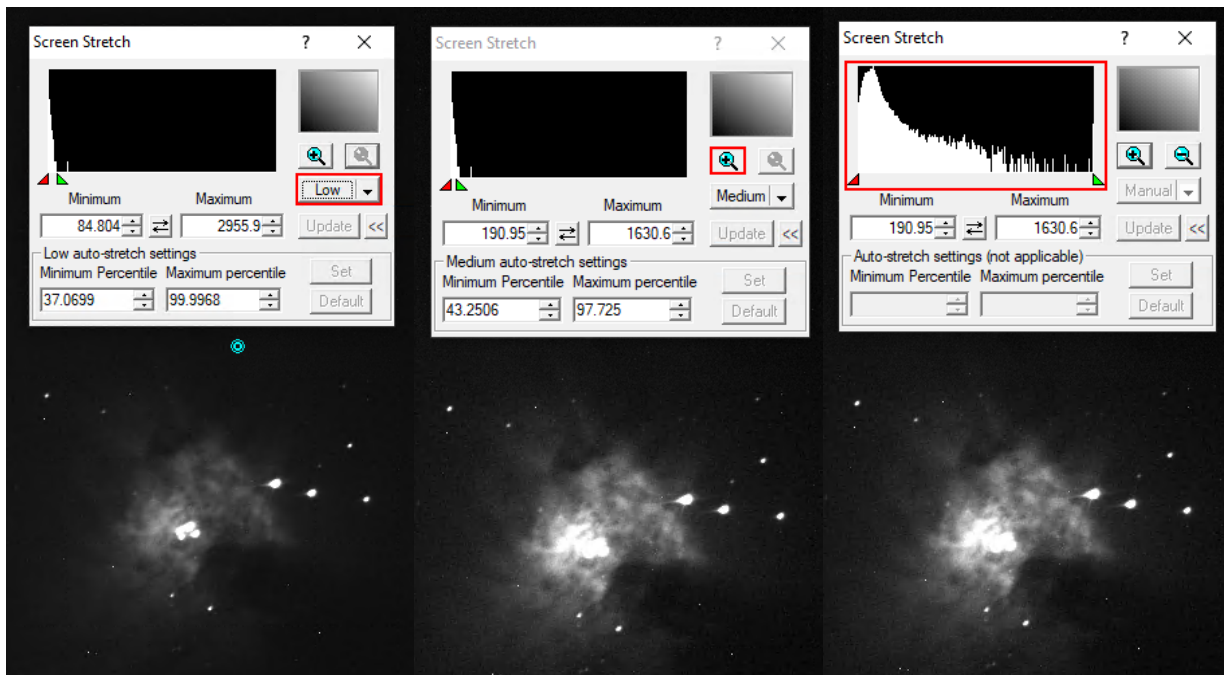 Screen Stretch ?
Low
Minimum Maximum
84.804 2955.9 Update <<
Low auto-stretch settings
Minimum Percentile Maximum percentile Set
37.0699 99.9968 Default
Screen Stretch ?
Medium
Minimum Maximum
190.95 1630.6 Update <<
Medium auto-stretch settings
Minimum Percentile Maximum percentile Set
43.2506 97.725 Default
Screen Stretch ?
Manual
Minimum Maximum
190.95 1630.6 Update <<
Auto-stretch settings (not applicable)
Minimum Percentile Maximum percentile Set
Default